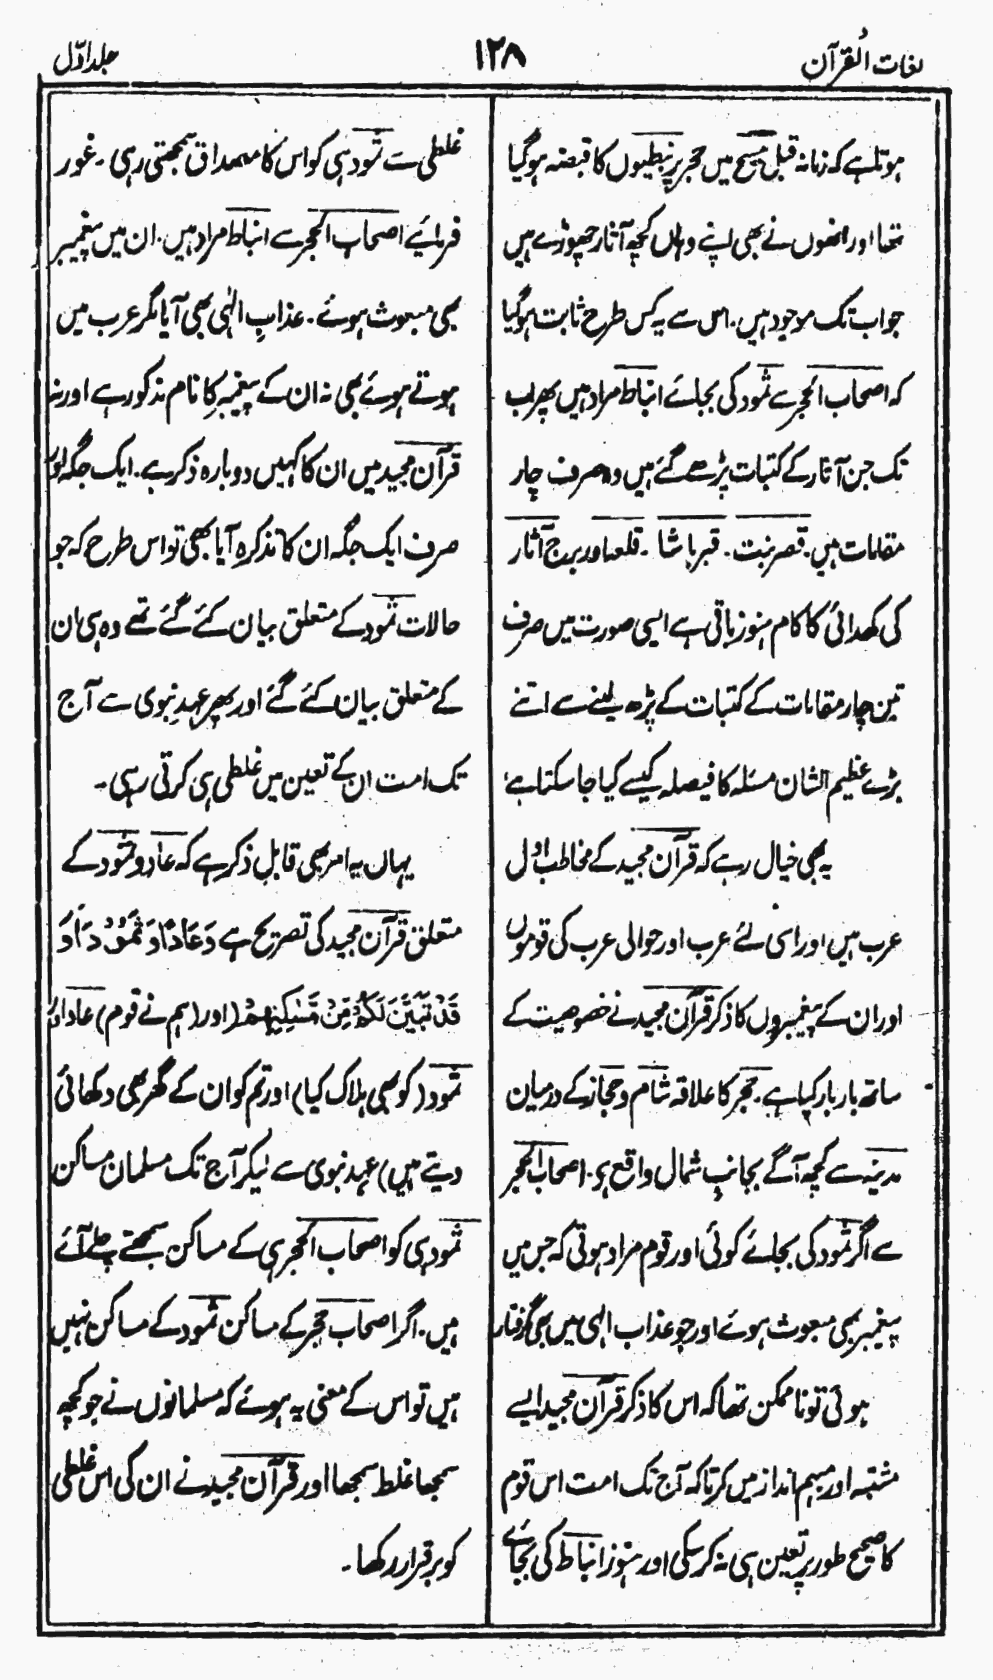 لغات القرآن
۱۲۸
جلد اوّل
ہوتا ہے کہ زمانہ قبل مسیح میں حجر پر نبطیوں کا قبضہ ہو گیا
تھا اور انھوں نے بھی اپنے وہاں کچھ آثار چھوڑے ہیں
جو اب تک موجود ہیں۔ اس سے یہ کس طرح ثابت ہو گیا
کہ اصحاب الحجر سے ثمود کی بجائے انباط مراد ہیں پھر اب
تک جن آثار کے کتبات پڑھے گئے ہیں وہ صرف چار
مقامات ہیں۔ قصر بنت۔ قبر باشا۔ قلعہ اور برج آثار
کی کھدائی کا کام ہنوز باقی ہے ایسی صورت میں صرف
تین چار مقامات کے کتبات کے پڑھ لینے سے اتنے
بڑے عظیم الشان مسئلہ کا فیصلہ کیسے کیا جا سکتا ہے؛
یہ بھی خیال رہے کہ قرآن مجید کے مخاطب اول
عرب ہیں اور اسی لئے عرب اور حوالی عرب کی قوموں
اور ان کے پیغمبروں کا ذکر قرآن مجید نے خصوصیت کے
ساتھ بار بار کیا ہے۔ حجر کا علاقہ شام و حجاز کے درمیان
مدینہ سے کچھ آگے بجانب شمال واقع ہو۔ اصحاب الحجر
سے اگر ثمود کی بجائے کوئی اور قوم مراد ہوتی کہ جس میں
پیغمبر بھی مبعوث ہوئے اور جو عذاب الٰہی میں بھی گرفتار
ہوئی تو نا ممکن تھا کہ اس کا ذکر قرآن مجید ایسے
مشتبہ اور مبہم انداز میں کرتا کہ آج تک امت اس قوم
کا صحیح طور پر تعین ہی نہ کر سکی اور ہنوز انباط کی بجائے
غلطی سے ثمود ہی کو اس کا مصداق سمجھتی رہی۔ غور
فرمائیے اصحاب الحجر سے انباط مراد ہیں۔ ان میں پیغمبر
بھی مبعوث ہوئے۔ عذابِ الٰہی بھی آیا مگر عرب میں
ہوتے ہوئے بھی نہ ان کے پیغمبر کا نام مذکور ہے اور نہ
قرآن مجید میں ان کا کہیں دوبارہ ذکر ہے۔ ایک جگہ اور
صرف ایک جگہ ان کا تذکرہ آیا بھی تو اس طرح کہ جو
حالات ثمود کے متعلق بیان کئے گئے تھے وہ ہی ان
کے متعلق بیان کئے گئے اور پھر عہد نبوی سے آج
تک امت ان کے تعین میں غلطی ہی کرتی رہی۔
یہاں یہ امر بھی قابل ذکر ہے کہ عاد و ثمود کے
متعلق قرآن مجید کی تصریح ہے وَعَادًا وَّثَمُوْدَاْ وَ
قَدْ تَّبَیَّنَ لَکُمْ مِّنْ مَّسٰکِنِهِمْ (اور (ہم نے قوم) عاد اور
ثمود (کو بھی ہلاک کیا) اور تم کو ان کے گھر بھی دکھائی
دیتے ہیں) عہد نبوی سے لیکر آج تک مسلمان مساکن
ثمود ہی کو اصحاب الحجر ہی کے مساکن سمجھتے چلے آئے
ہیں۔ اگر اصحاب حجر کے مساکن ثمود کے مساکن نہیں
ہیں تو اس کے معنی یہ ہوئے کہ مسلمانوں نے جو کچھ
سمجھا غلط سمجھا اور قرآن مجید نے ان کی اس غلطی
کو برقرار رکھا۔